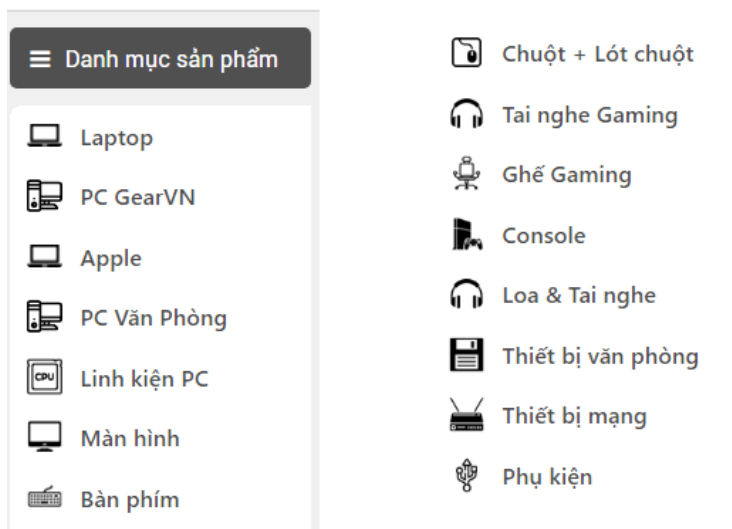 Danh mục sản phẩm
Laptop
PC GearVN
Apple
PC Văn Phòng
CPU
Linh kiện PC
Màn hình
Bàn phím
Chuột + Lót chuột
Tai nghe Gaming
Ghế Gaming
Console
Loa & Tai nghe
Thiết bị văn phòng
Thiết bị mạng
Phụ kiện